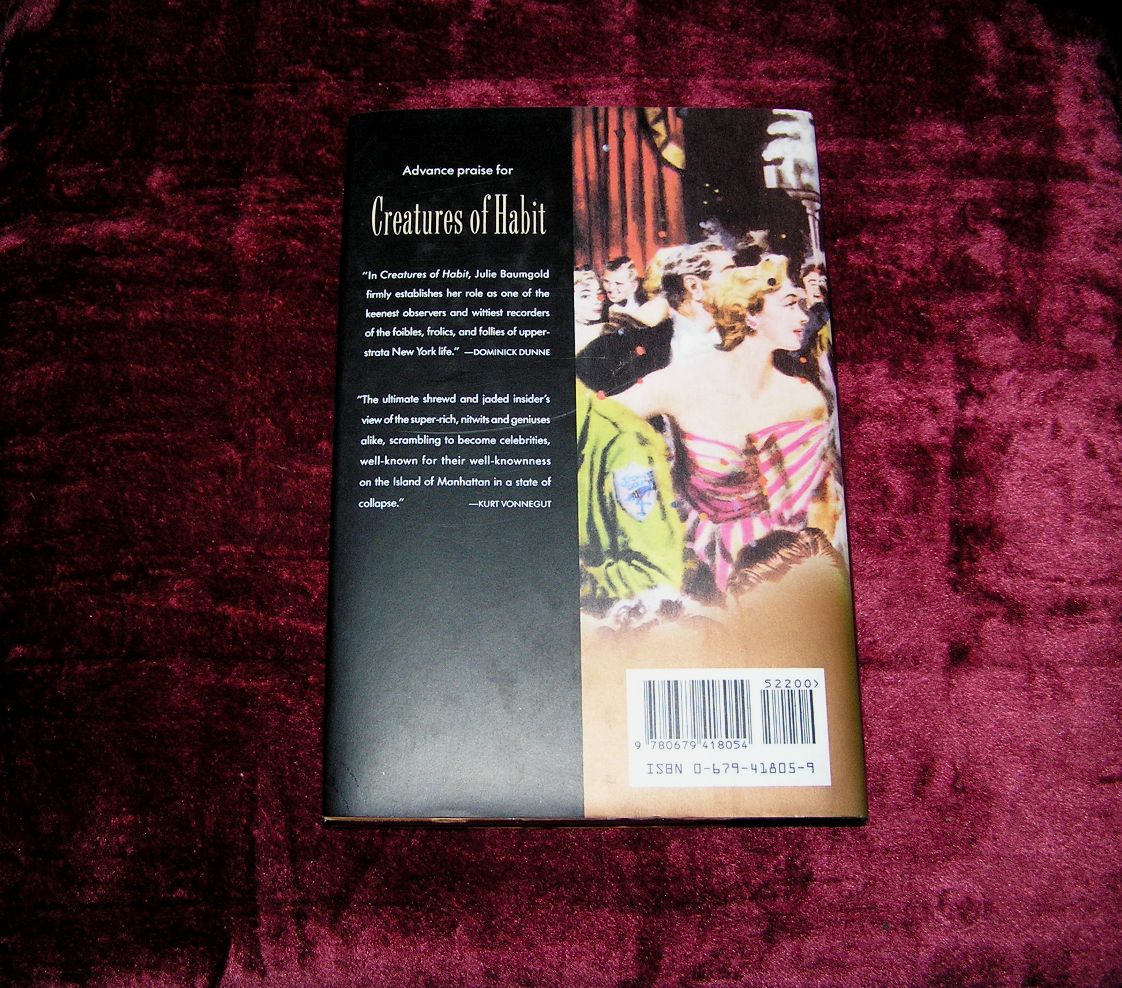 Advance praise for
Creatures of Habit
“In Creatures of Habit, Julie Baumgold
firmly establishes her role as one of the
keenest observers and wittiest recorders
of the foibles, frolics, and follies of upper-
strata New York life.” —DOMINICK DUNNE
“The ultimate shrewd and jaded insider’s
view of the super-rich, nitwits and geniuses
alike, scrambling to become celebrities,
well-known for their well-knownness
on the Island of Manhattan in a state of
collapse.” —KURT VONNEGUT
52200>
9 780679 418054
ISBN 0-679-41805-9